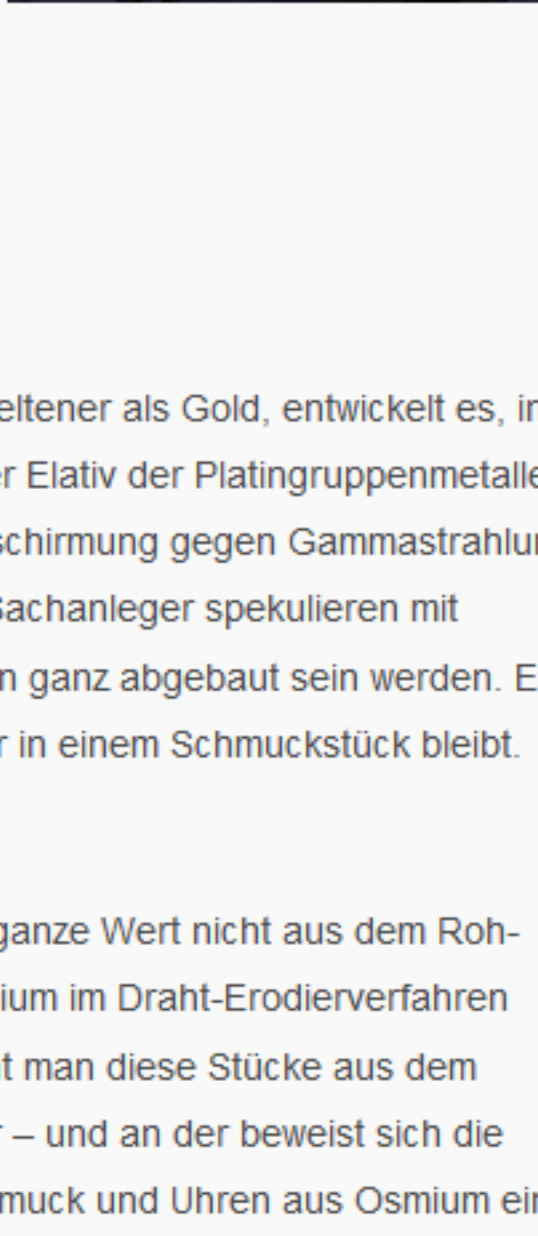 eltener als Gold, entwickelt es, in
er Elativ der Platingruppenmetalle
schirmung gegen Gammastrahlun
Sachanleger spekulieren mit
n ganz abgebaut sein werden. E
r in einem Schmuckstück bleibt.
ganze Wert nicht aus dem Roh-
ium im Draht-Erodierverfahren
t man diese Stücke aus dem
r – und an der beweist sich die
muck und Uhren aus Osmium ein